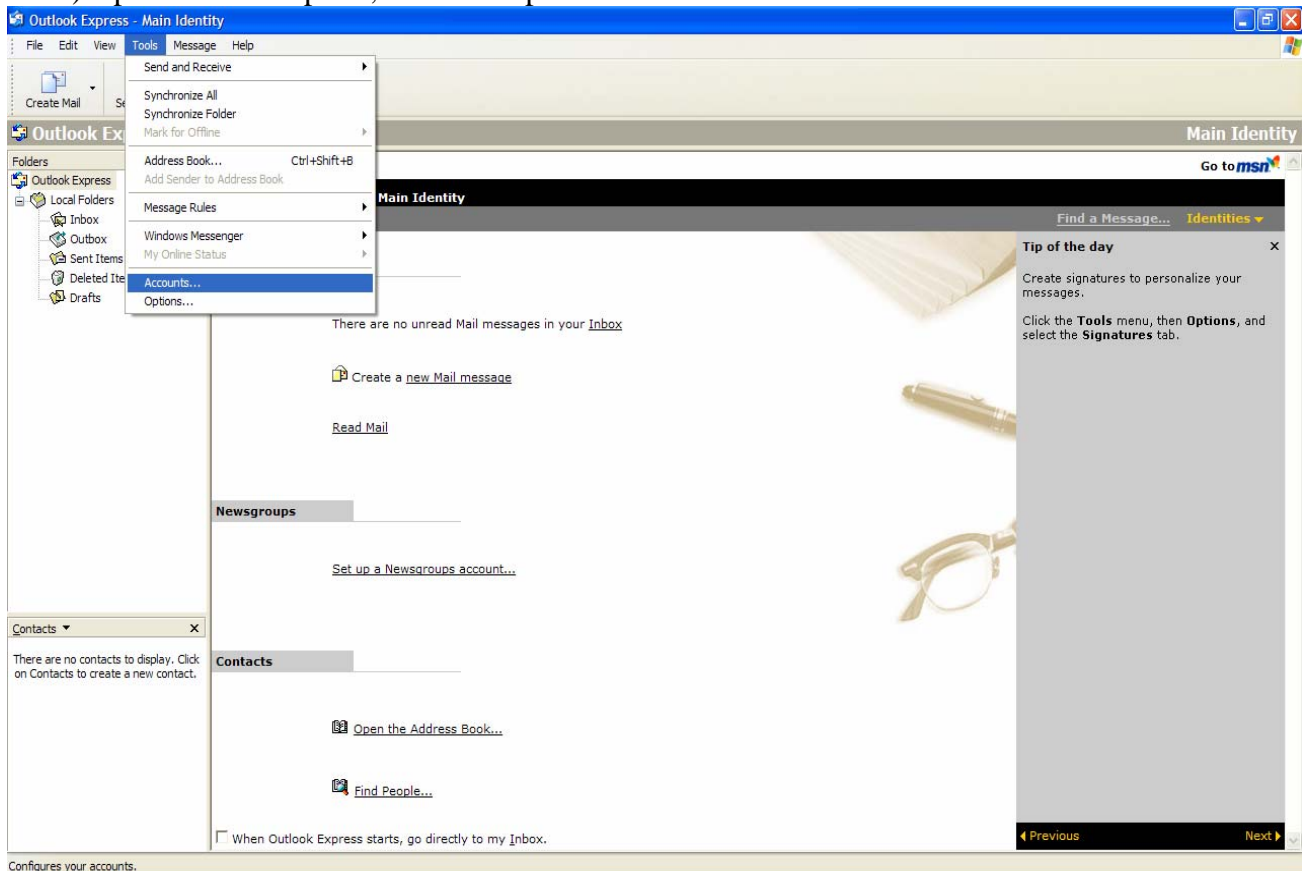 Outlook Express - Main Identity
File Edit View Tools Message Help
Create Mail Se
Send and Receive
Synchronize All
Synchronize Folder
Mark for Offline
Address Book... Ctrl+Shift+B
Add Sender to Address Book
Message Rules
Windows Messenger
My Online Status
Accounts...
Options...
Outlook Ex
Main Identity
Folders
Outlook Express
Local Folders
Inbox
Outbox
Sent Items
Deleted Ite
Drafts
Contacts
There are no contacts to display. Click
on Contacts to create a new contact.
Go to msn
Main Identity
Find a Message... Identities
There are no unread Mail messages in your Inbox
Create a new Mail message
Read Mail
Newsgroups
Set up a Newsgroups account...
Contacts
Open the Address Book...
Find People...
When Outlook Express starts, go directly to my Inbox.
Tip of the day
Create signatures to personalize your
messages.
Click the Tools menu, then Options, and
select the Signatures tab.
Previous Next
Configures your accounts.